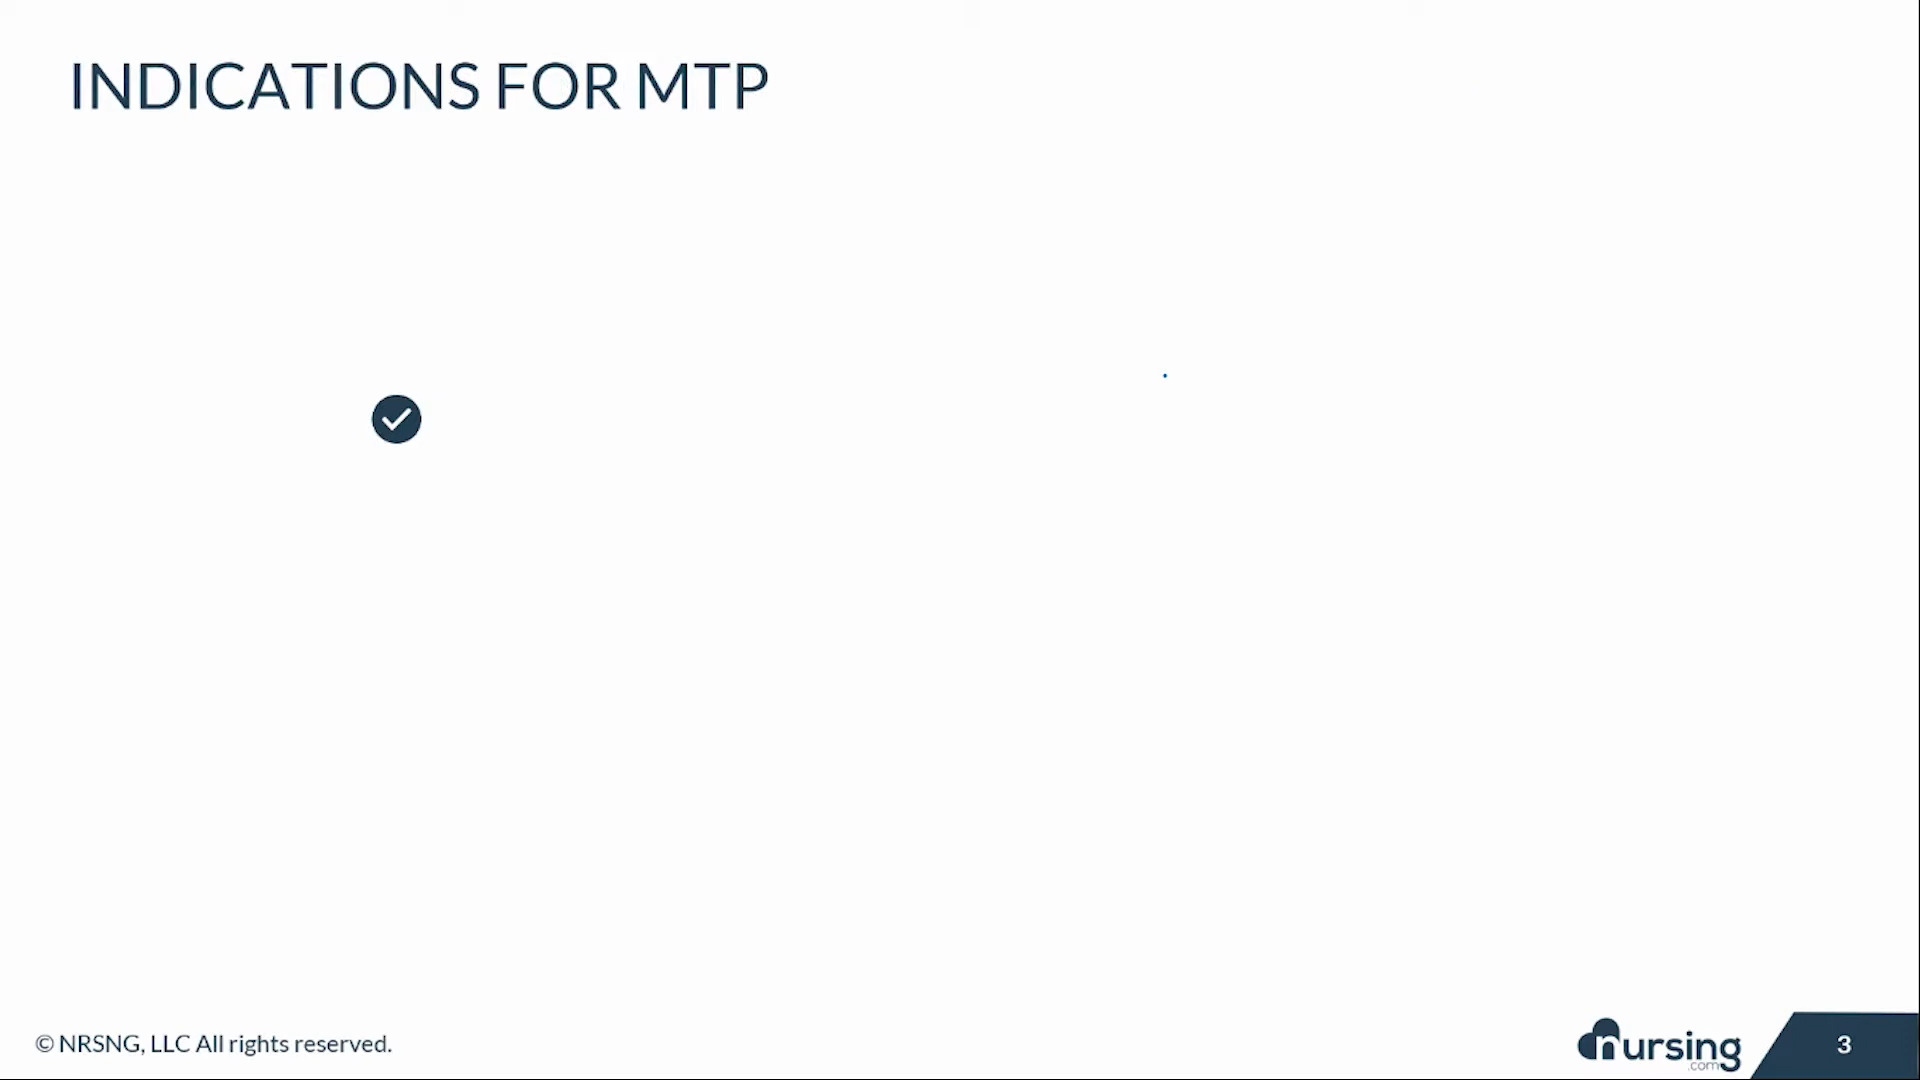 INDICATIONS FOR MTP
© NRSNG, LLC All rights reserved.
nursing
.com
3